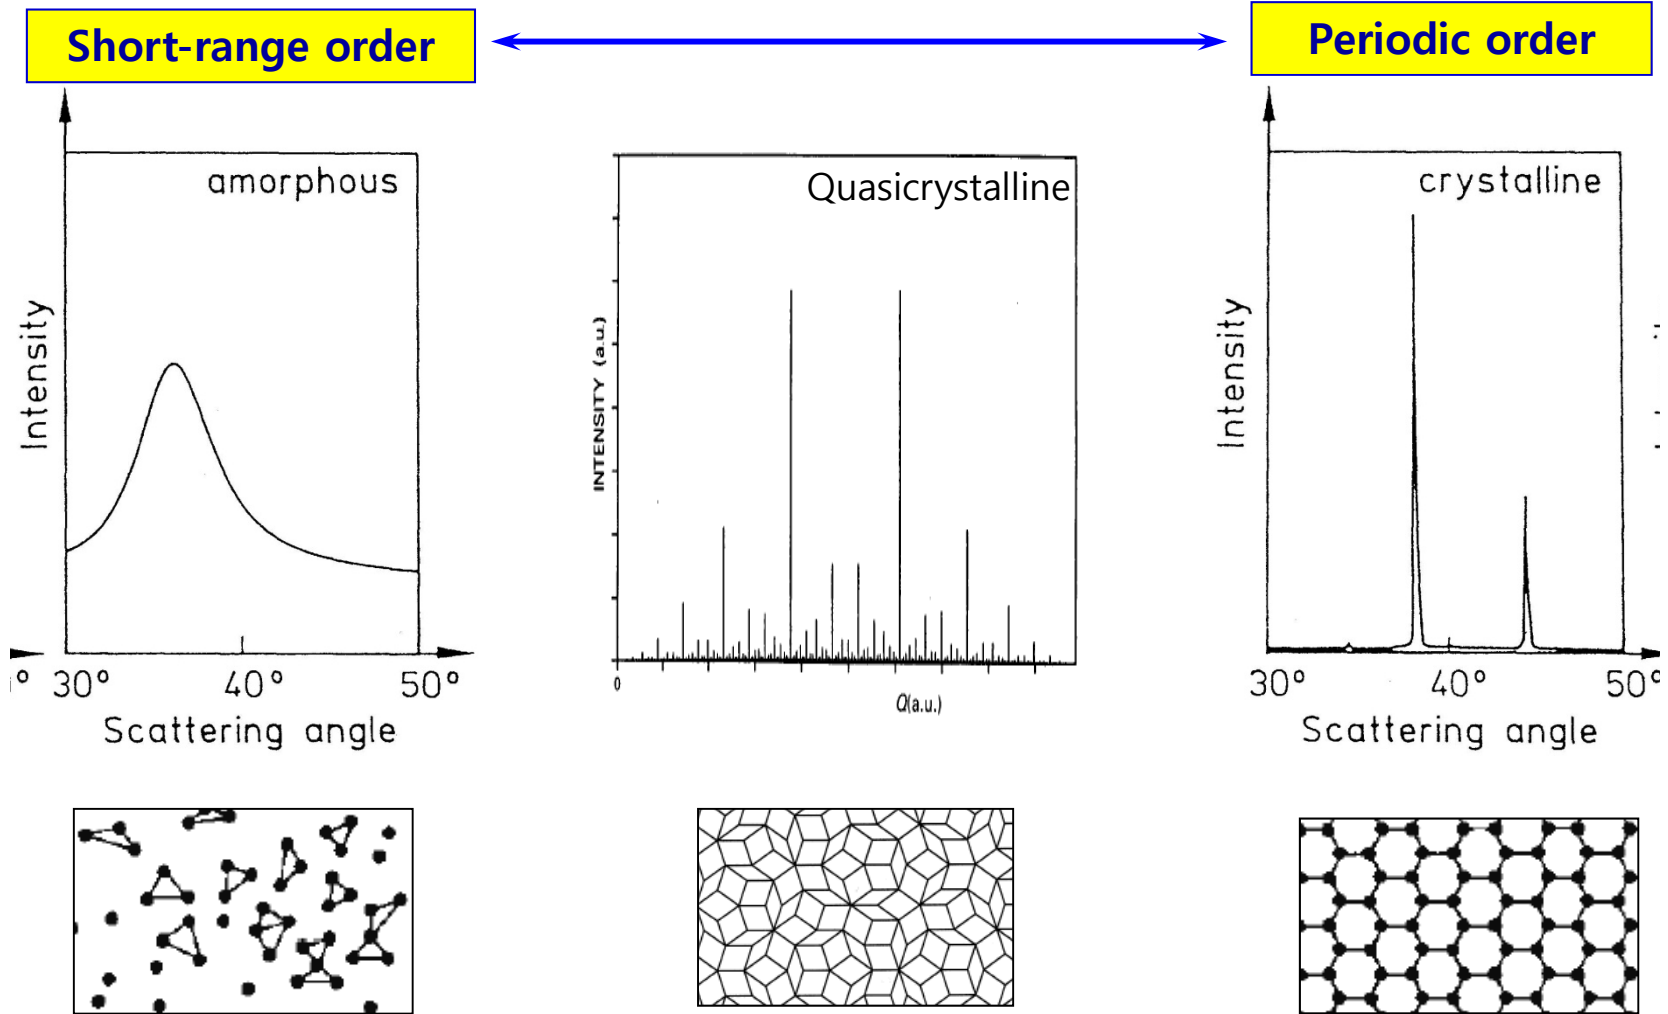 Short-range order
Periodic order
amorphous
Intensity
30°
40°
50°
Scattering angle
Quasicrystalline
INTENSITY (a.u.)
0
Q(a.u.)
crystalline
Intensity
30°
40°
50°
Scattering angle